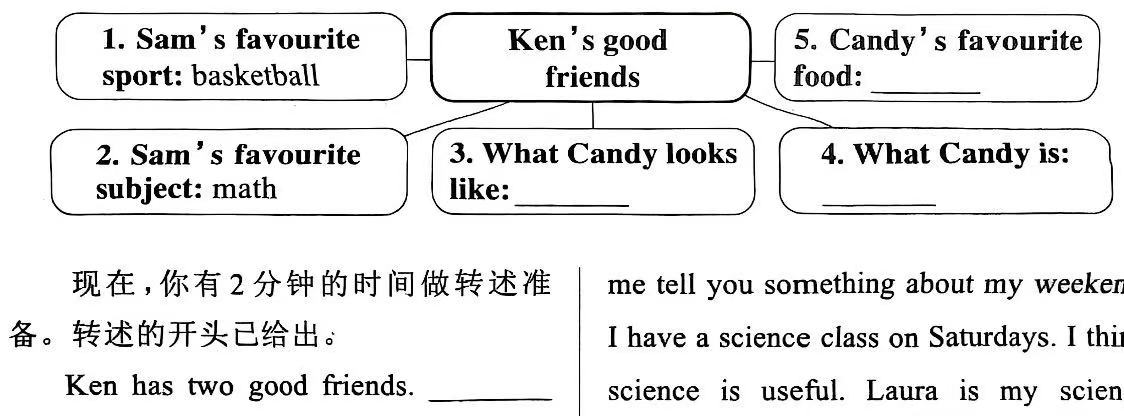 1. Sam's favourite
sport: basketball
Ken's good
friends
5. Candy's favourite
food: ________
2. Sam's favourite
subject: math
3. What Candy looks
like: ________
4. What Candy is:
________
现在,你有2分钟的时间做转述准
备。转述的开头已给出。
Ken has two good friends. ________
me tell you something about my
I have a science class on Saturdays. I
science is useful. Laura is my